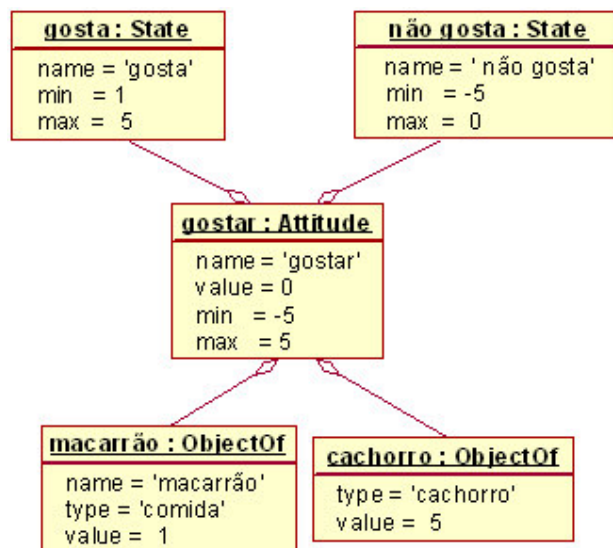 gosta : State
name = 'gosta'
min = 1
max = 5
não gosta : State
name = ' não gosta'
min = -5
max = 0
gostar : Attitude
name = 'gostar'
value = 0
min = -5
max = 5
macarrão : ObjectOf
name = 'macarrão'
type = 'comida'
value = 1
cachorro : ObjectOf
type = 'cachorro'
value = 5